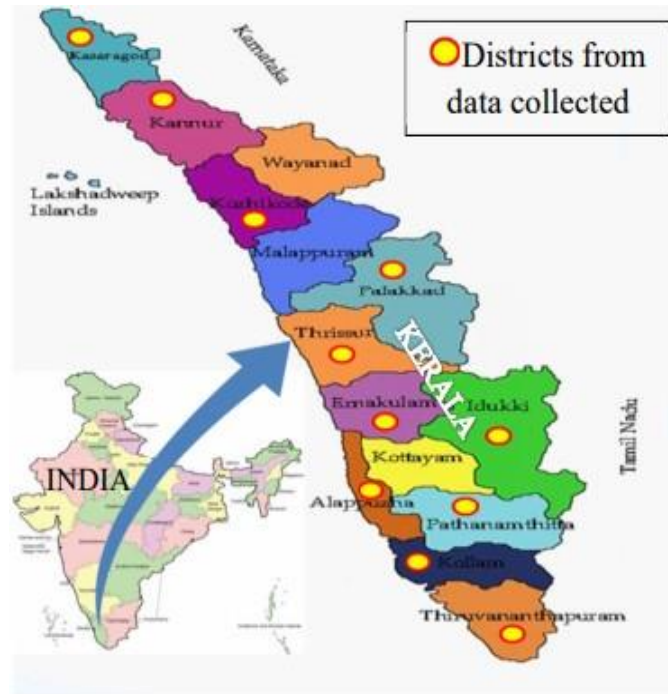 Karnataka
Districts from
data collected
Kasaragod
Kannur
Wayanad
Lakshadweep
Islands
Kozhikode
Malappuram
Palakkad
Thrissur
KERALA
Ernakulam
Idukki
Tamil Nadu
INDIA
Kottayam
Alappuzha
Pathanamthitta
Kollam
Thiruvananthapuram